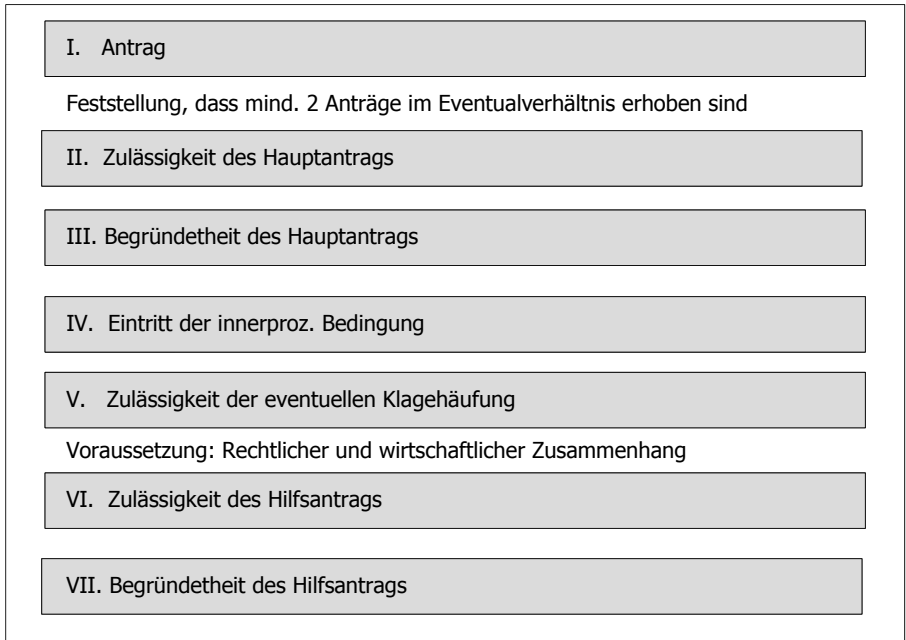 I. Antrag
Feststellung, dass mind. 2 Anträge im Eventualverhältnis erhoben sind
II. Zulässigkeit des Hauptantrags
III. Begründetheit des Hauptantrags
IV. Eintritt der innerproz. Bedingung
V. Zulässigkeit der eventuellen Klagehäufung
Voraussetzung: Rechtlicher und wirtschaftlicher Zusammenhang
VI. Zulässigkeit des Hilfsantrags
VII. Begründetheit des Hilfsantrags